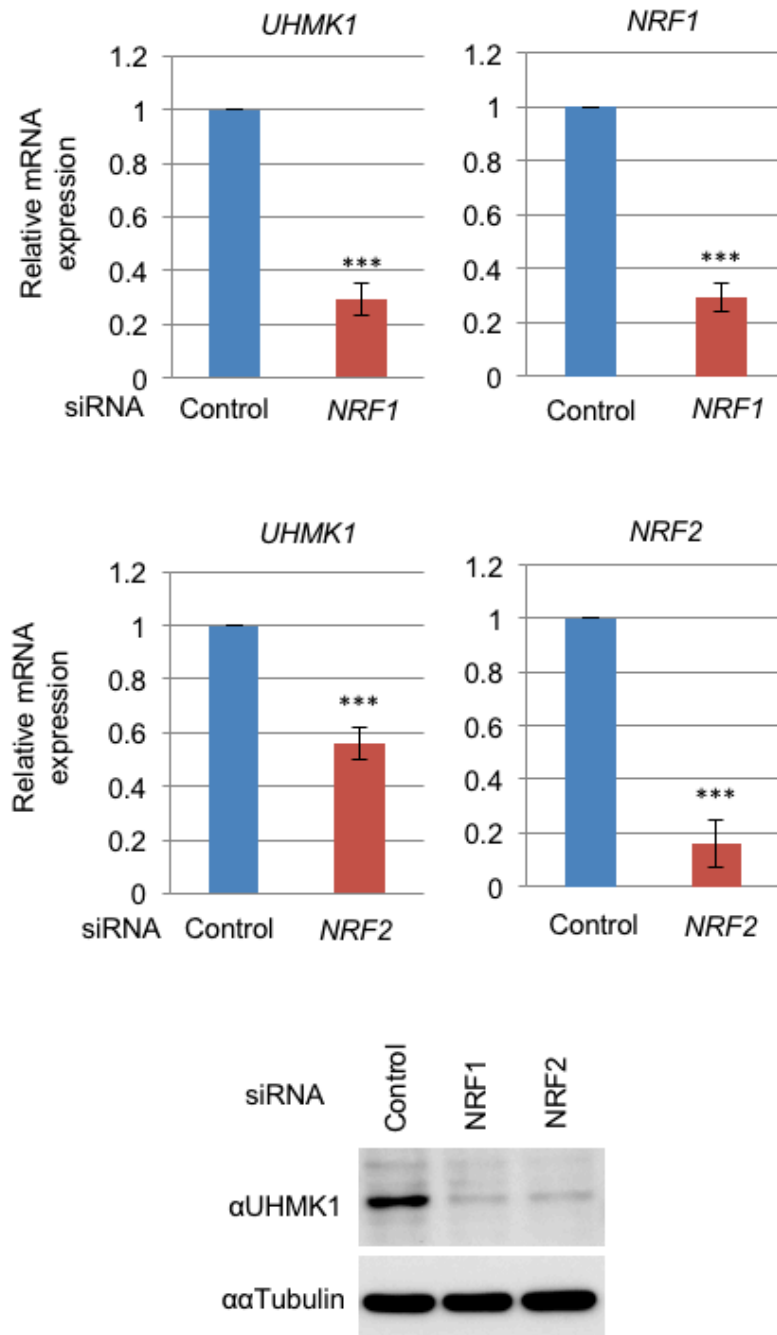 UHMK1
NRF1
Relative mRNA
expression
1.2
1
0.8
0.6
0.4
0.2
0
***
1.2
1
0.8
0.6
0.4
0.2
0
***
siRNA Control NRF1
Control NRF1
UHMK1
NRF2
Relative mRNA
expression
1.2
1
0.8
0.6
0.4
0.2
0
***
1.2
1
0.8
0.6
0.4
0.2
0
***
siRNA Control NRF2
Control NRF2
siRNA
Control
NRF1
NRF2
αUHMK1
ααTubulin